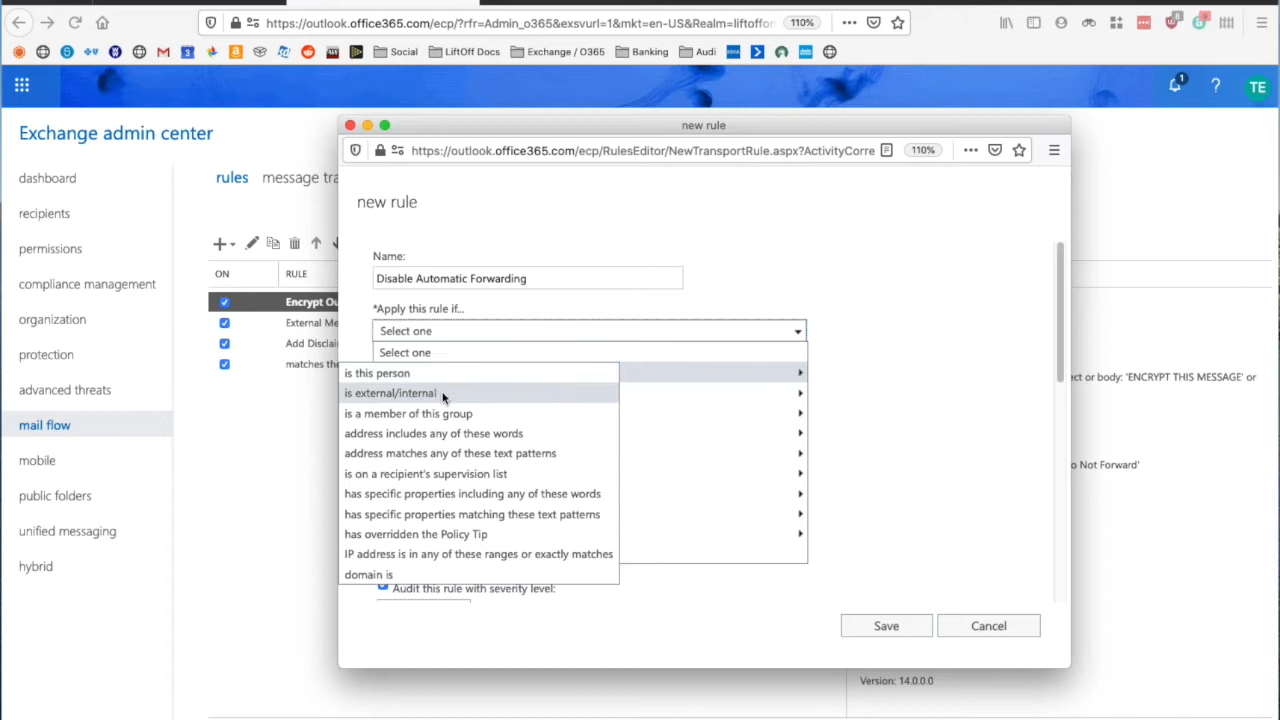 https://outlook.office365.com/ecp/?rfr=Admin_o365&exsvurl=1&mkt=en-US&Realm=liftoffon
110%
Social
LiftOff Docs
Exchange / O365
Banking
Audi
1
?
TE
Exchange admin center
new rule
https://outlook.office365.com/ecp/RulesEditor/NewTransportRule.aspx?ActivityCorre
110%
dashboard
recipients
permissions
compliance management
organization
protection
advanced threats
mail flow
mobile
public folders
unified messaging
hybrid
rules
message tra
ON
RULE
Encrypt Ou
External Me
Add Disclai
matches the
new rule
Name:
Disable Automatic Forwarding
*Apply this rule if...
Select one
Select one
is this person
is external/internal
is a member of this group
address includes any of these words
address matches any of these text patterns
is on a recipient's supervision list
has specific properties including any of these words
has specific properties matching these text patterns
has overridden the Policy Tip
IP address is in any of these ranges or exactly matches
domain is
Audit this rule with severity level:
Save
Cancel
ect or body: 'ENCRYPT THIS MESSAGE' or
o Not Forward'
Version: 14.0.0.0